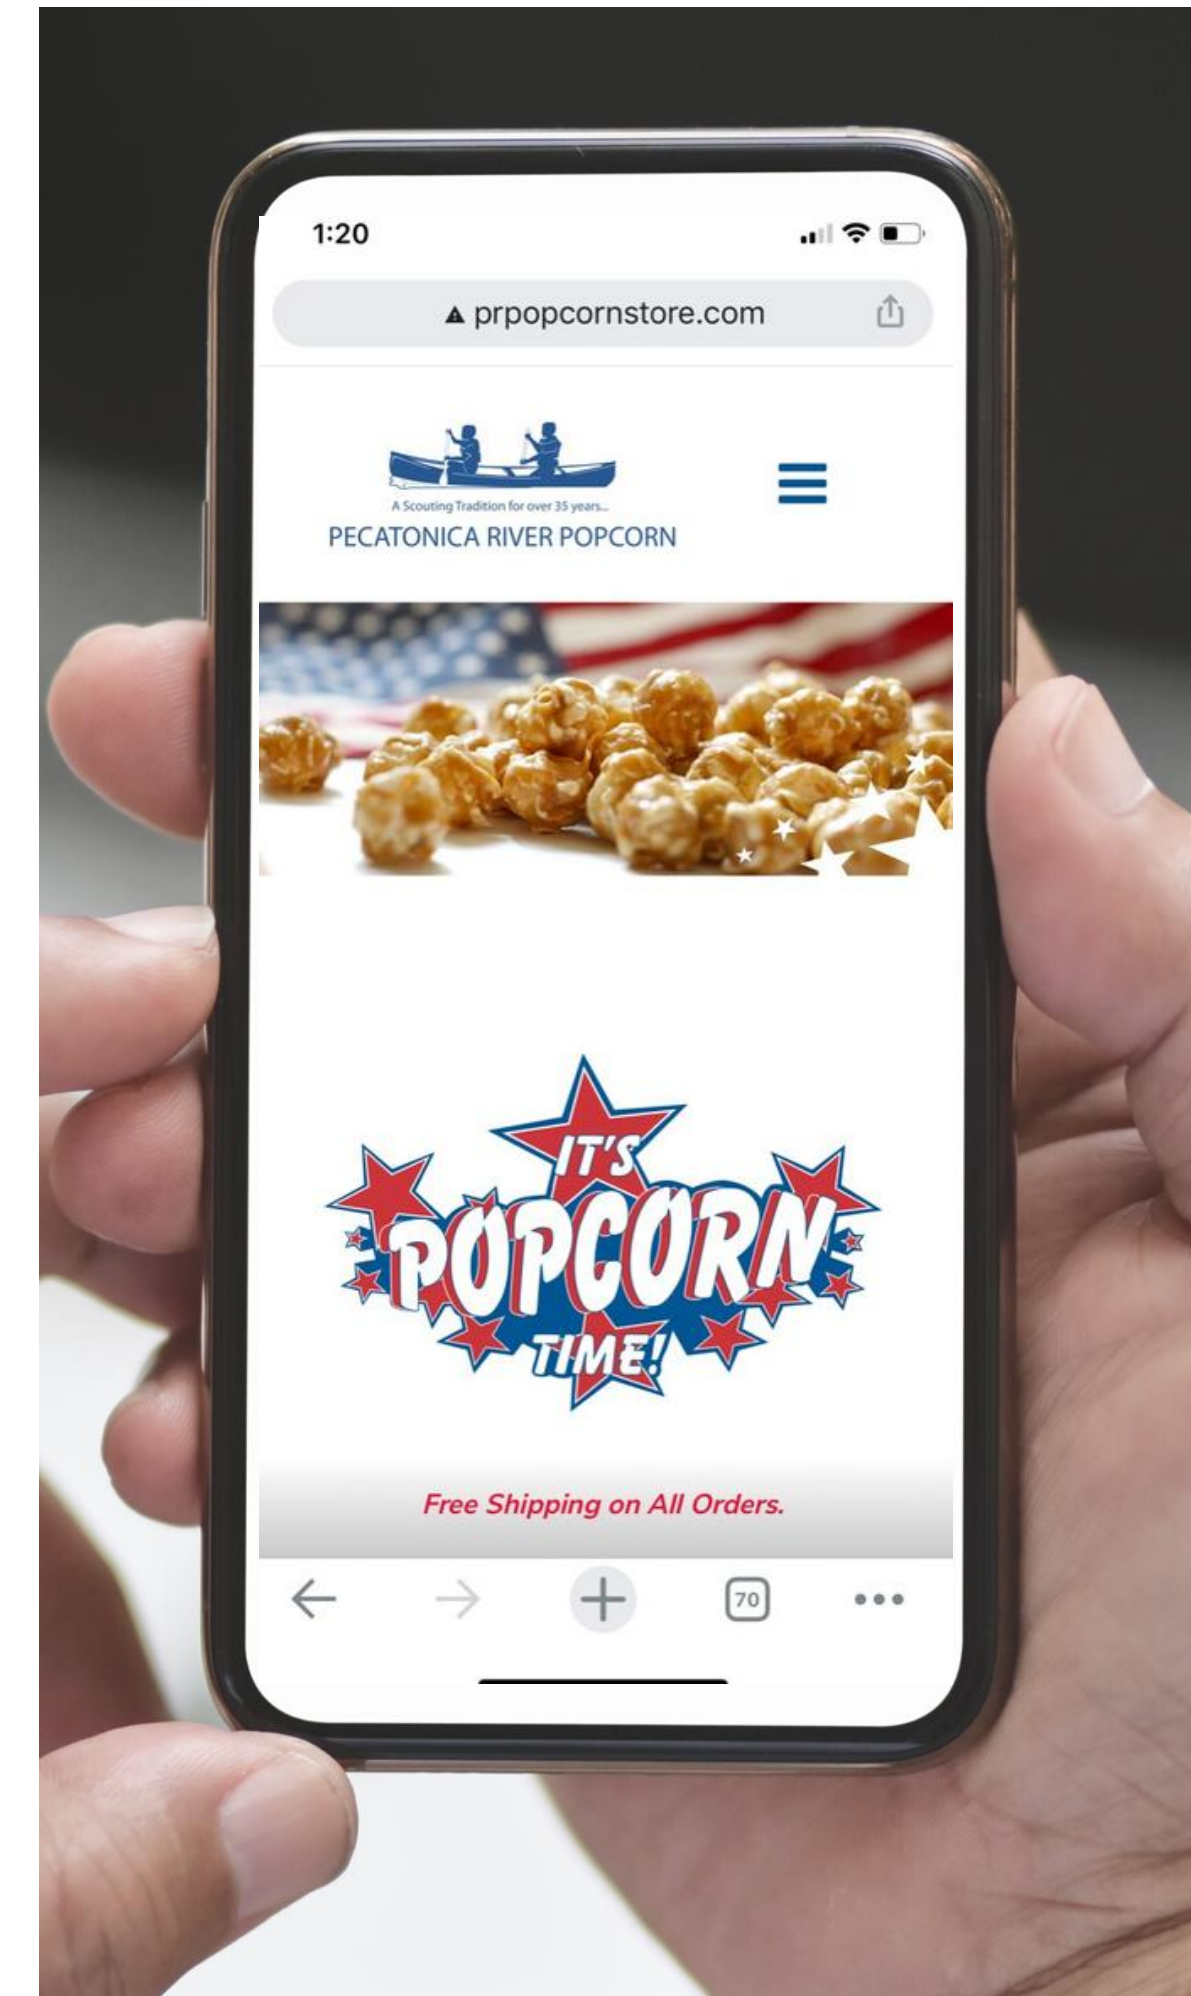 1:20
prpopcornstore.com
A Scouting Tradition for over 35 years...
PECATONICA RIVER POPCORN
IT'S
POPCORN
TIME!
Free Shipping on All Orders.
70